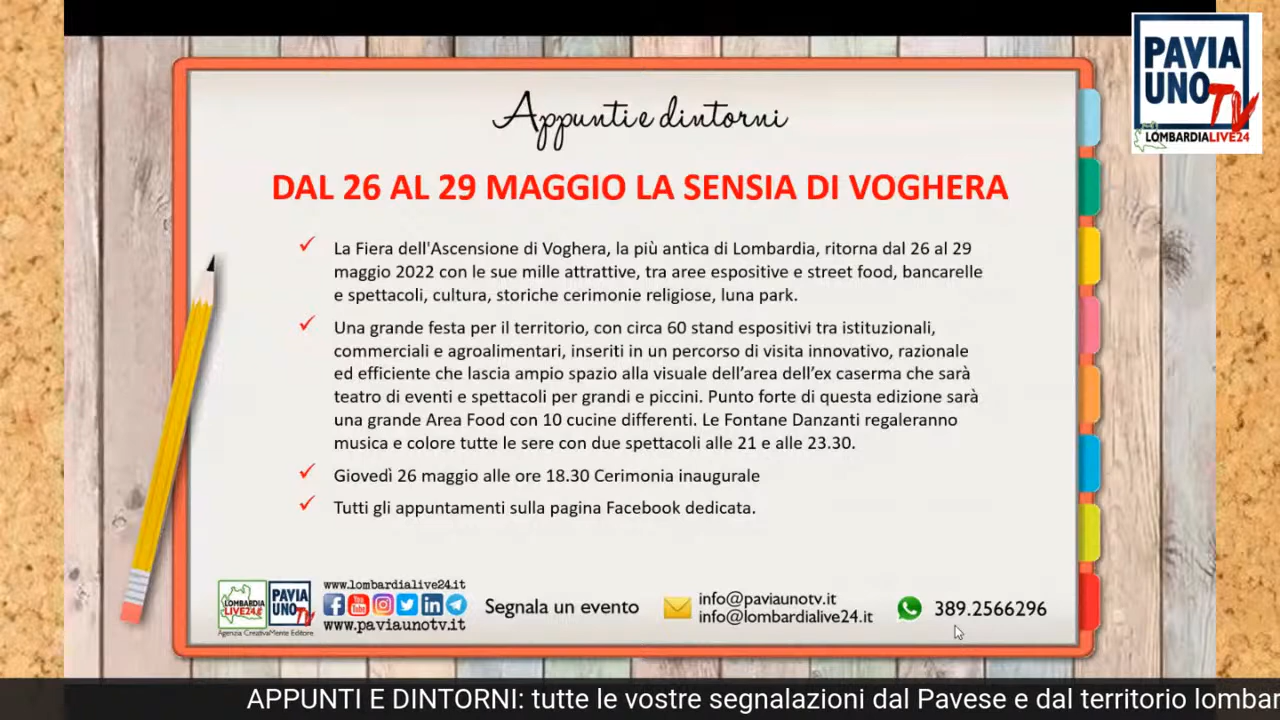 PAVIA
UNO TV
LOMBARDIALIVE24
Appunti e dintorni
DAL 26 AL 29 MAGGIO LA SENSIA DI VOGHERA
La Fiera dell'Ascensione di Voghera, la più antica di Lombardia, ritorna dal 26 al 29
maggio 2022 con le sue mille attrattive, tra aree espositive e street food, bancarelle
e spettacoli, cultura, storiche cerimonie religiose, luna park.
Una grande festa per il territorio, con circa 60 stand espositivi tra istituzionali,
commerciali e agroalimentari, inseriti in un percorso di visita innovativo, razionale
ed efficiente che lascia ampio spazio alla visuale dell’area dell’ex caserma che sarà
teatro di eventi e spettacoli per grandi e piccini. Punto forte di questa edizione sarà
una grande Area Food con 10 cucine differenti. Le Fontane Danzanti regaleranno
musica e colore tutte le sere con due spettacoli alle 21 e alle 23.30.
Giovedì 26 maggio alle ore 18.30 Cerimonia inaugurale
Tutti gli appuntamenti sulla pagina Facebook dedicata.
LOMBARDIA
LIVE24
PAVIA
UNO TV
Agenzia CreativaMente Editore
www.lombardialive24.it
www.paviaunotv.it
Segnala un evento
info@paviaunotv.it
info@lombardialive24.it
389.2566296
APPUNTI E DINTORNI: tutte le vostre segnalazioni dal Pavese e dal territorio lombar